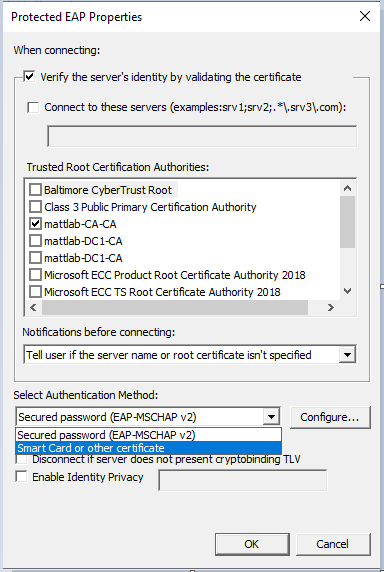 Protected EAP Properties
When connecting:
Verify the server's identity by validating the certificate
Connect to these servers (examples:srv1;srv2;.*\.srv3\.com):
Trusted Root Certification Authorities:
Baltimore CyberTrust Root
Class 3 Public Primary Certification Authority
mattlab-CA-CA
mattlab-DC1-CA
mattlab-DC1-CA
Microsoft ECC Product Root Certificate Authority 2018
Microsoft ECC TS Root Certificate Authority 2018
Notifications before connecting:
Tell user if the server name or root certificate isn't specified
Select Authentication Method:
Secured password (EAP-MSCHAP v2)
Configure...
Secured password (EAP-MSCHAP v2)
Smart Card or other certificate
Disconnect if server does not present cryptobinding TLV
Enable Identity Privacy
OK
Cancel